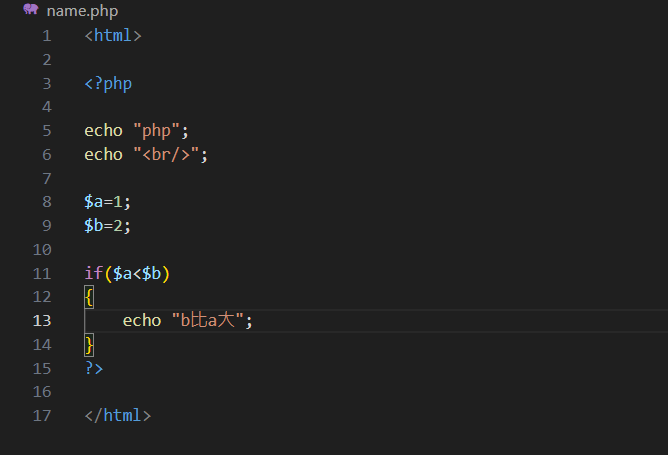 name.php
1 <html>
2
3 <?php
4
5 echo "php";
6 echo "<br/>";
7
8 $a=1;
9 $b=2;
10
11 if($a<$b)
12 {
13 echo "b比a大";
14 }
15 ?>
16
17 </html>